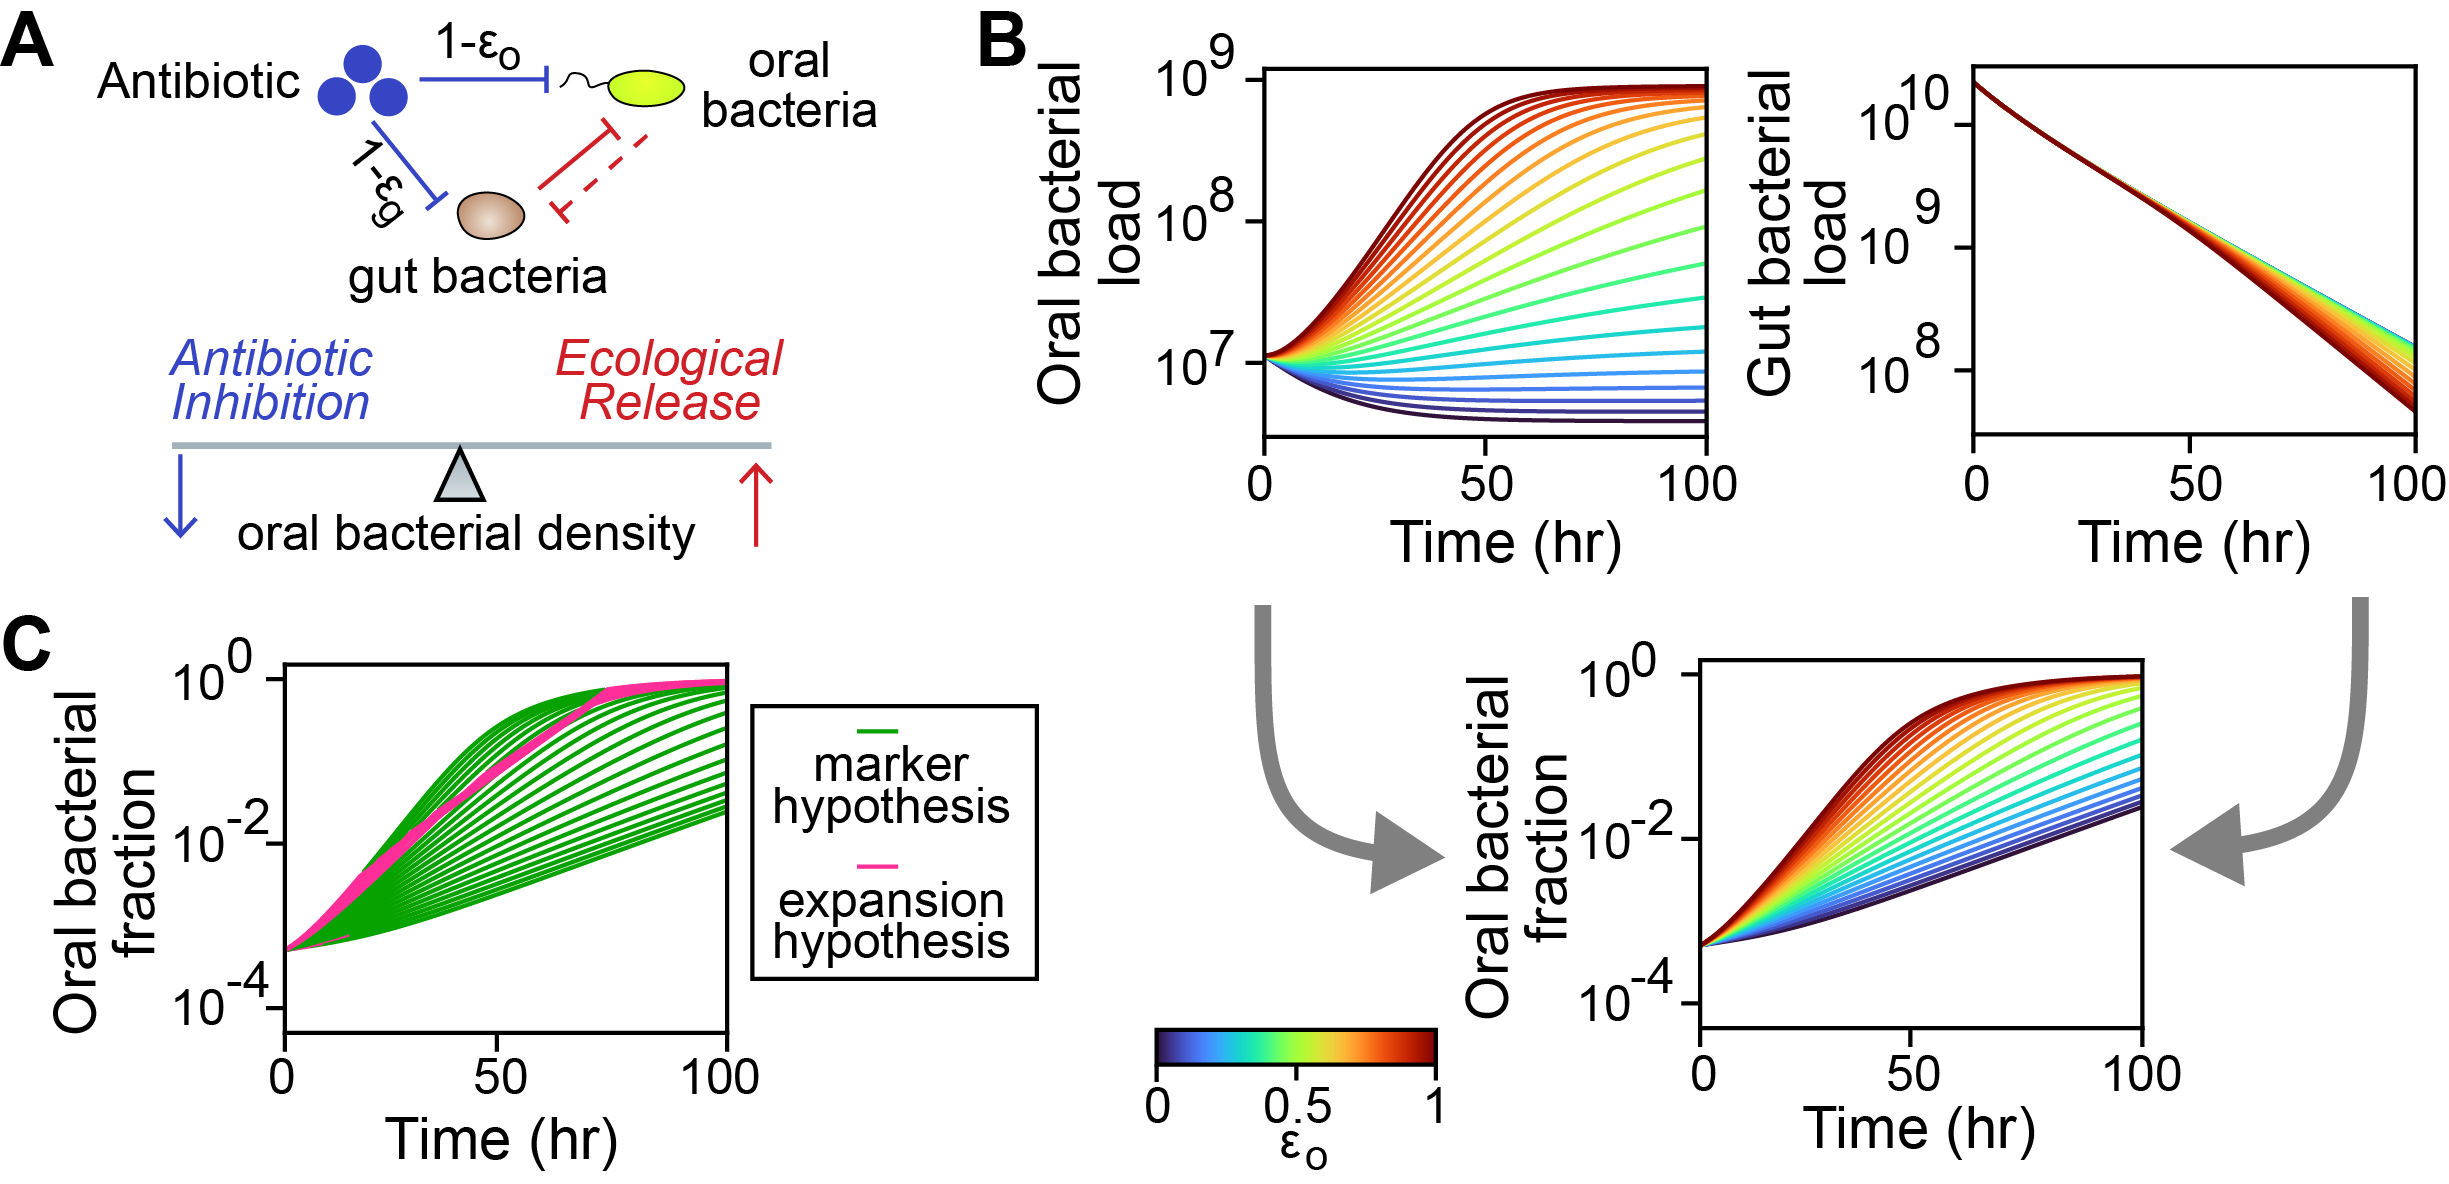 A
Antibiotic
1-εo
oral
bacteria
1-εg
gut bacteria
Antibiotic
Inhibition
Ecological
Release
oral bacterial density
B
Oral bacterial
load
10^9
10^8
10^7
0 50 100
Time (hr)
Gut bacterial
load
10^10
10^9
10^8
0 50 100
Time (hr)
C
Oral bacterial
fraction
10^0
10^-2
10^-4
0 50 100
Time (hr)
marker
hypothesis
expansion
hypothesis
0 0.5 1
εo
Oral bacterial
fraction
10^0
10^-2
10^-4
0 50 100
Time (hr)